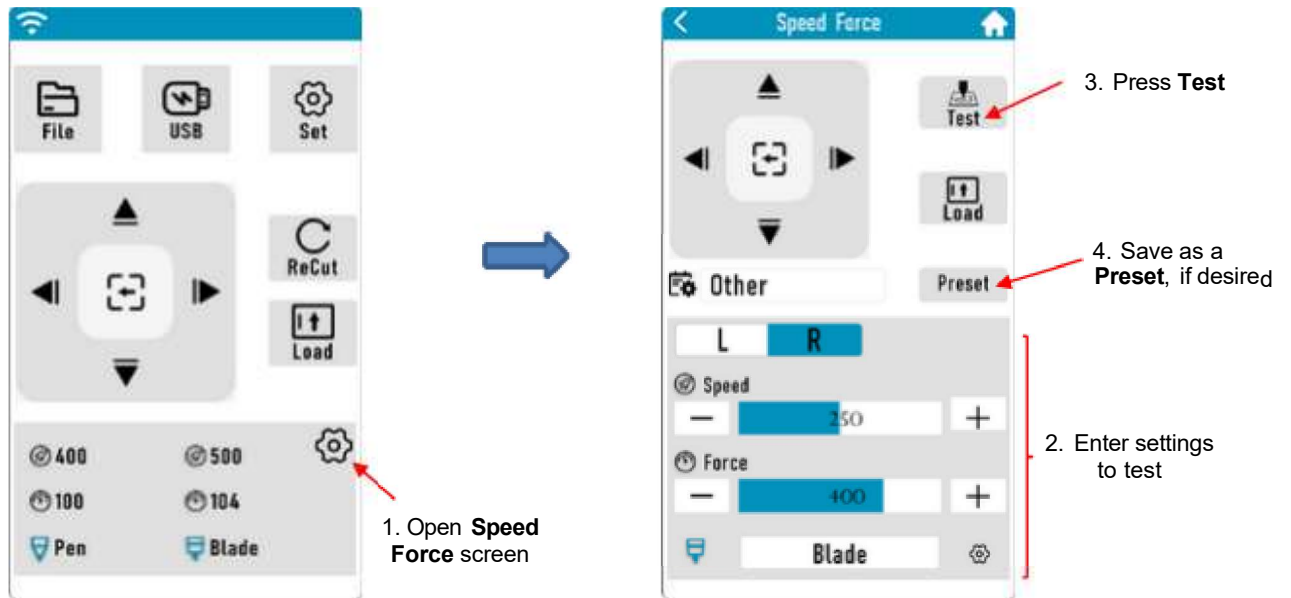 File
USB
Set
ReCut
Load
400
500
100
104
Pen
Blade
1. Open Speed
Force screen
Speed Force
Test
Load
Other
Preset
L
R
Speed
250
Force
400
Blade
3. Press Test
4. Save as a
Preset, if desired
2. Enter settings
to test